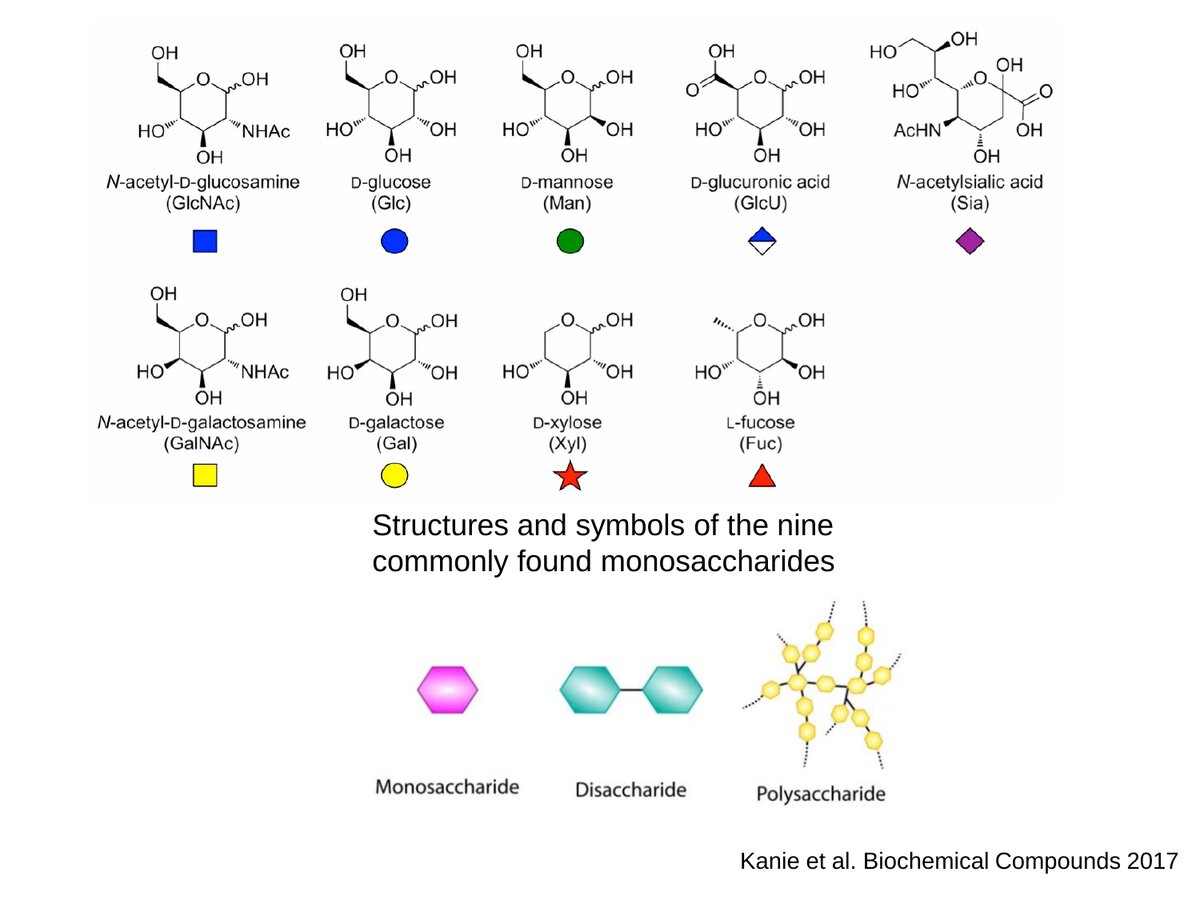 OH
O
OH
HO
NHAc
OH
N-acetyl-D-glucosamine
(GlcNAc)
OH
O
OH
HO
OH
OH
D-glucose
(Glc)
OH
O
OH
HO
OH
OH
D-mannose
(Man)
OH
O
O
OH
HO
OH
OH
D-glucuronic acid
(GlcU)
HO
OH
OH
O
HO
O
AcHN
OH
OH
N-acetylsialic acid
(Sia)
OH
O
OH
HO
NHAc
OH
N-acetyl-D-galactosamine
(GalNAc)
OH
O
OH
HO
OH
OH
D-galactose
(Gal)
O
OH
HO
OH
OH
D-xylose
(Xyl)
O
OH
HO
OH
OH
L-fucose
(Fuc)
Structures and symbols of the nine
commonly found monosaccharides
Monosaccharide
Disaccharide
Polysaccharide
Kanie et al. Biochemical Compounds 2017